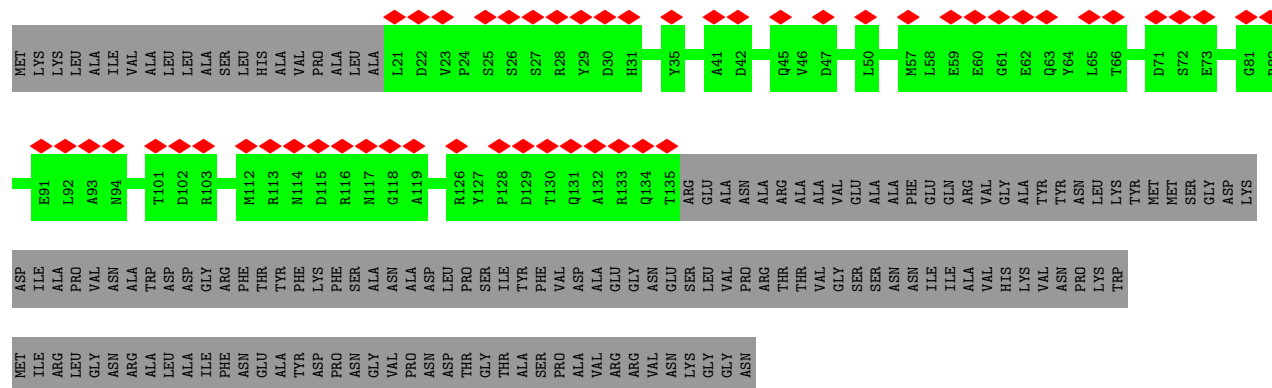 MET LYS LYS LEU ALA ILE VAL ALA LEU LEU ALA SER LEU HIS ALA VAL PRO ALA LEU ALA L21 D22 V23 P24 S25 S26 S27 R28 Y29 D30 H31 Y35 A41 D42 Q45 V46 D47 L50 M57 L58 E59 E60 G61 E62 Q63 Y64 L65 T66 D71 S72 E73 G81
E91 L92 A93 N94 T101 D102 R103 M112 R113 N114 D115 R116 N117 G118 A119 R126 Y127 P128 D129 T130 Q131 A132 R133 Q134 T135 ARG GLU ALA ASN ALA ARG ALA ALA VAL GLU ALA ALA PHE GLU GLN ARG VAL GLY ALA TYR TYR ASN LEU LYS TYR MET MET SER GLY ASP LYS
ASP ILE ALA PRO VAL ASN ALA TRP ASP ASP GLY ARG PHE THR TYR PHE LYS PHE SER ALA ASN ALA ASP LEU PRO SER ILE TYR PHE VAL ASP ALA GLU GLY ASN GLU SER LEU VAL PRO ARG THR THR VAL GLY SER SER ASN ASN ILE ILE ALA VAL HIS LYS VAL ASN PRO LYS TRP
MET ILE ARG LEU GLY ASN ARG ALA LEU ALA ILE PHE ASN GLU ALA TYR ASP PRO ASN GLY VAL PRO ASN ASP THR GLY THR ALA SER PRO ALA VAL ARG ARG VAL ASN LYS GLY GLY ASN